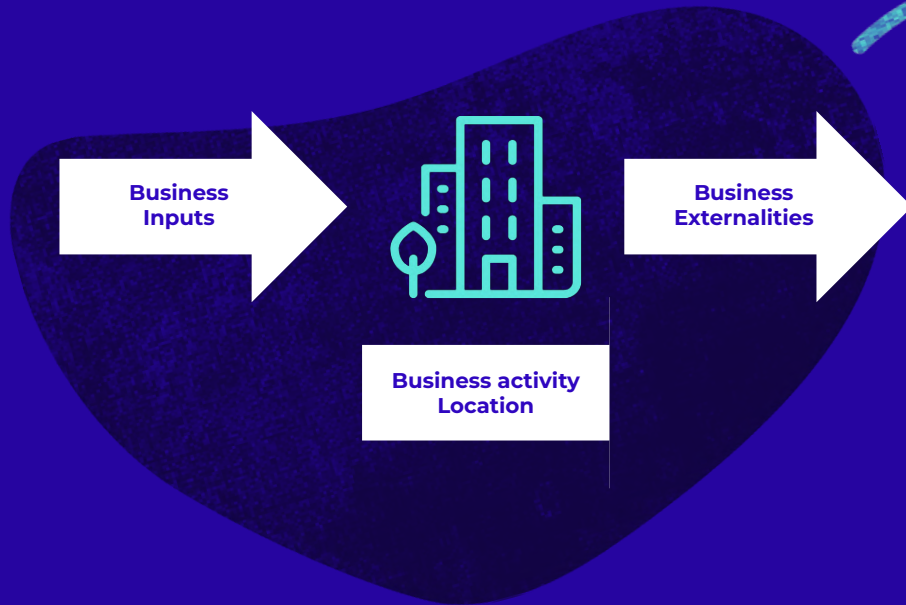 Business
Inputs
Business
Externalities
Business activity
Location